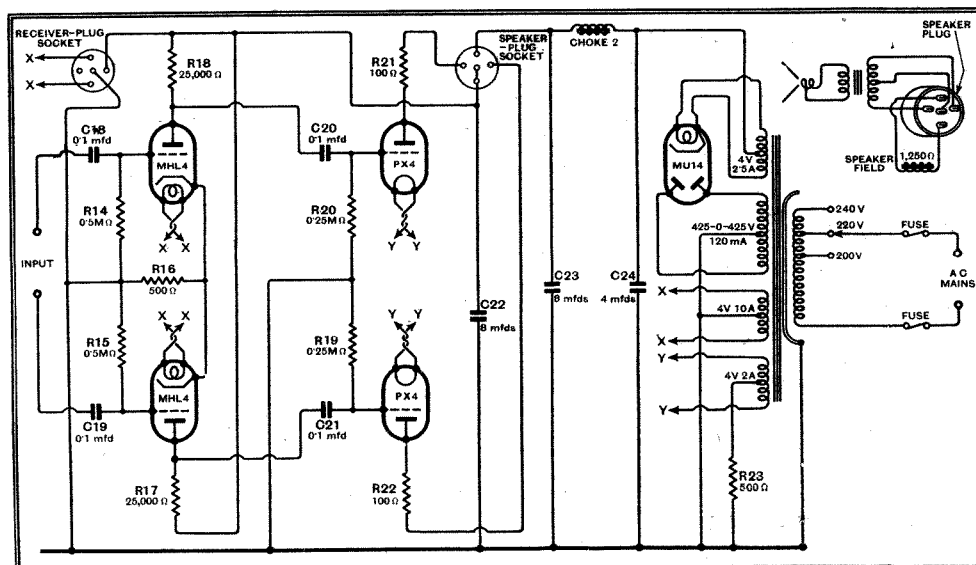 RECEIVER-PLUG
SOCKET
X
X
R18
25,000 Ω
R21
100 Ω
SPEAKER
-PLUG
SOCKET
CHOKE 2
SPEAKER
PLUG
C18
0·1 mfd
MHL4
C20
0·1 mfd
PX4
MU14
4V
2·5A
1,250 Ω
SPEAKER
FIELD
R14
0·5MΩ
X X
R20
0·25MΩ
Y Y
INPUT
R16
500 Ω
425-0-425 V
120 mA
240 V
220 V
200 V
FUSE
A C
MAINS
FUSE
C22
8 mfds
C23
8 mfds
C24
4 mfds
X
4V 10A
X
R15
0·5MΩ
X X
R19
0·25MΩ
Y Y
Y
4V 2A
Y
MHL4
PX4
C19
0·1 mfd
C21
0·1 mfd
R17
25,000 Ω
R22
100 Ω
R23
500 Ω